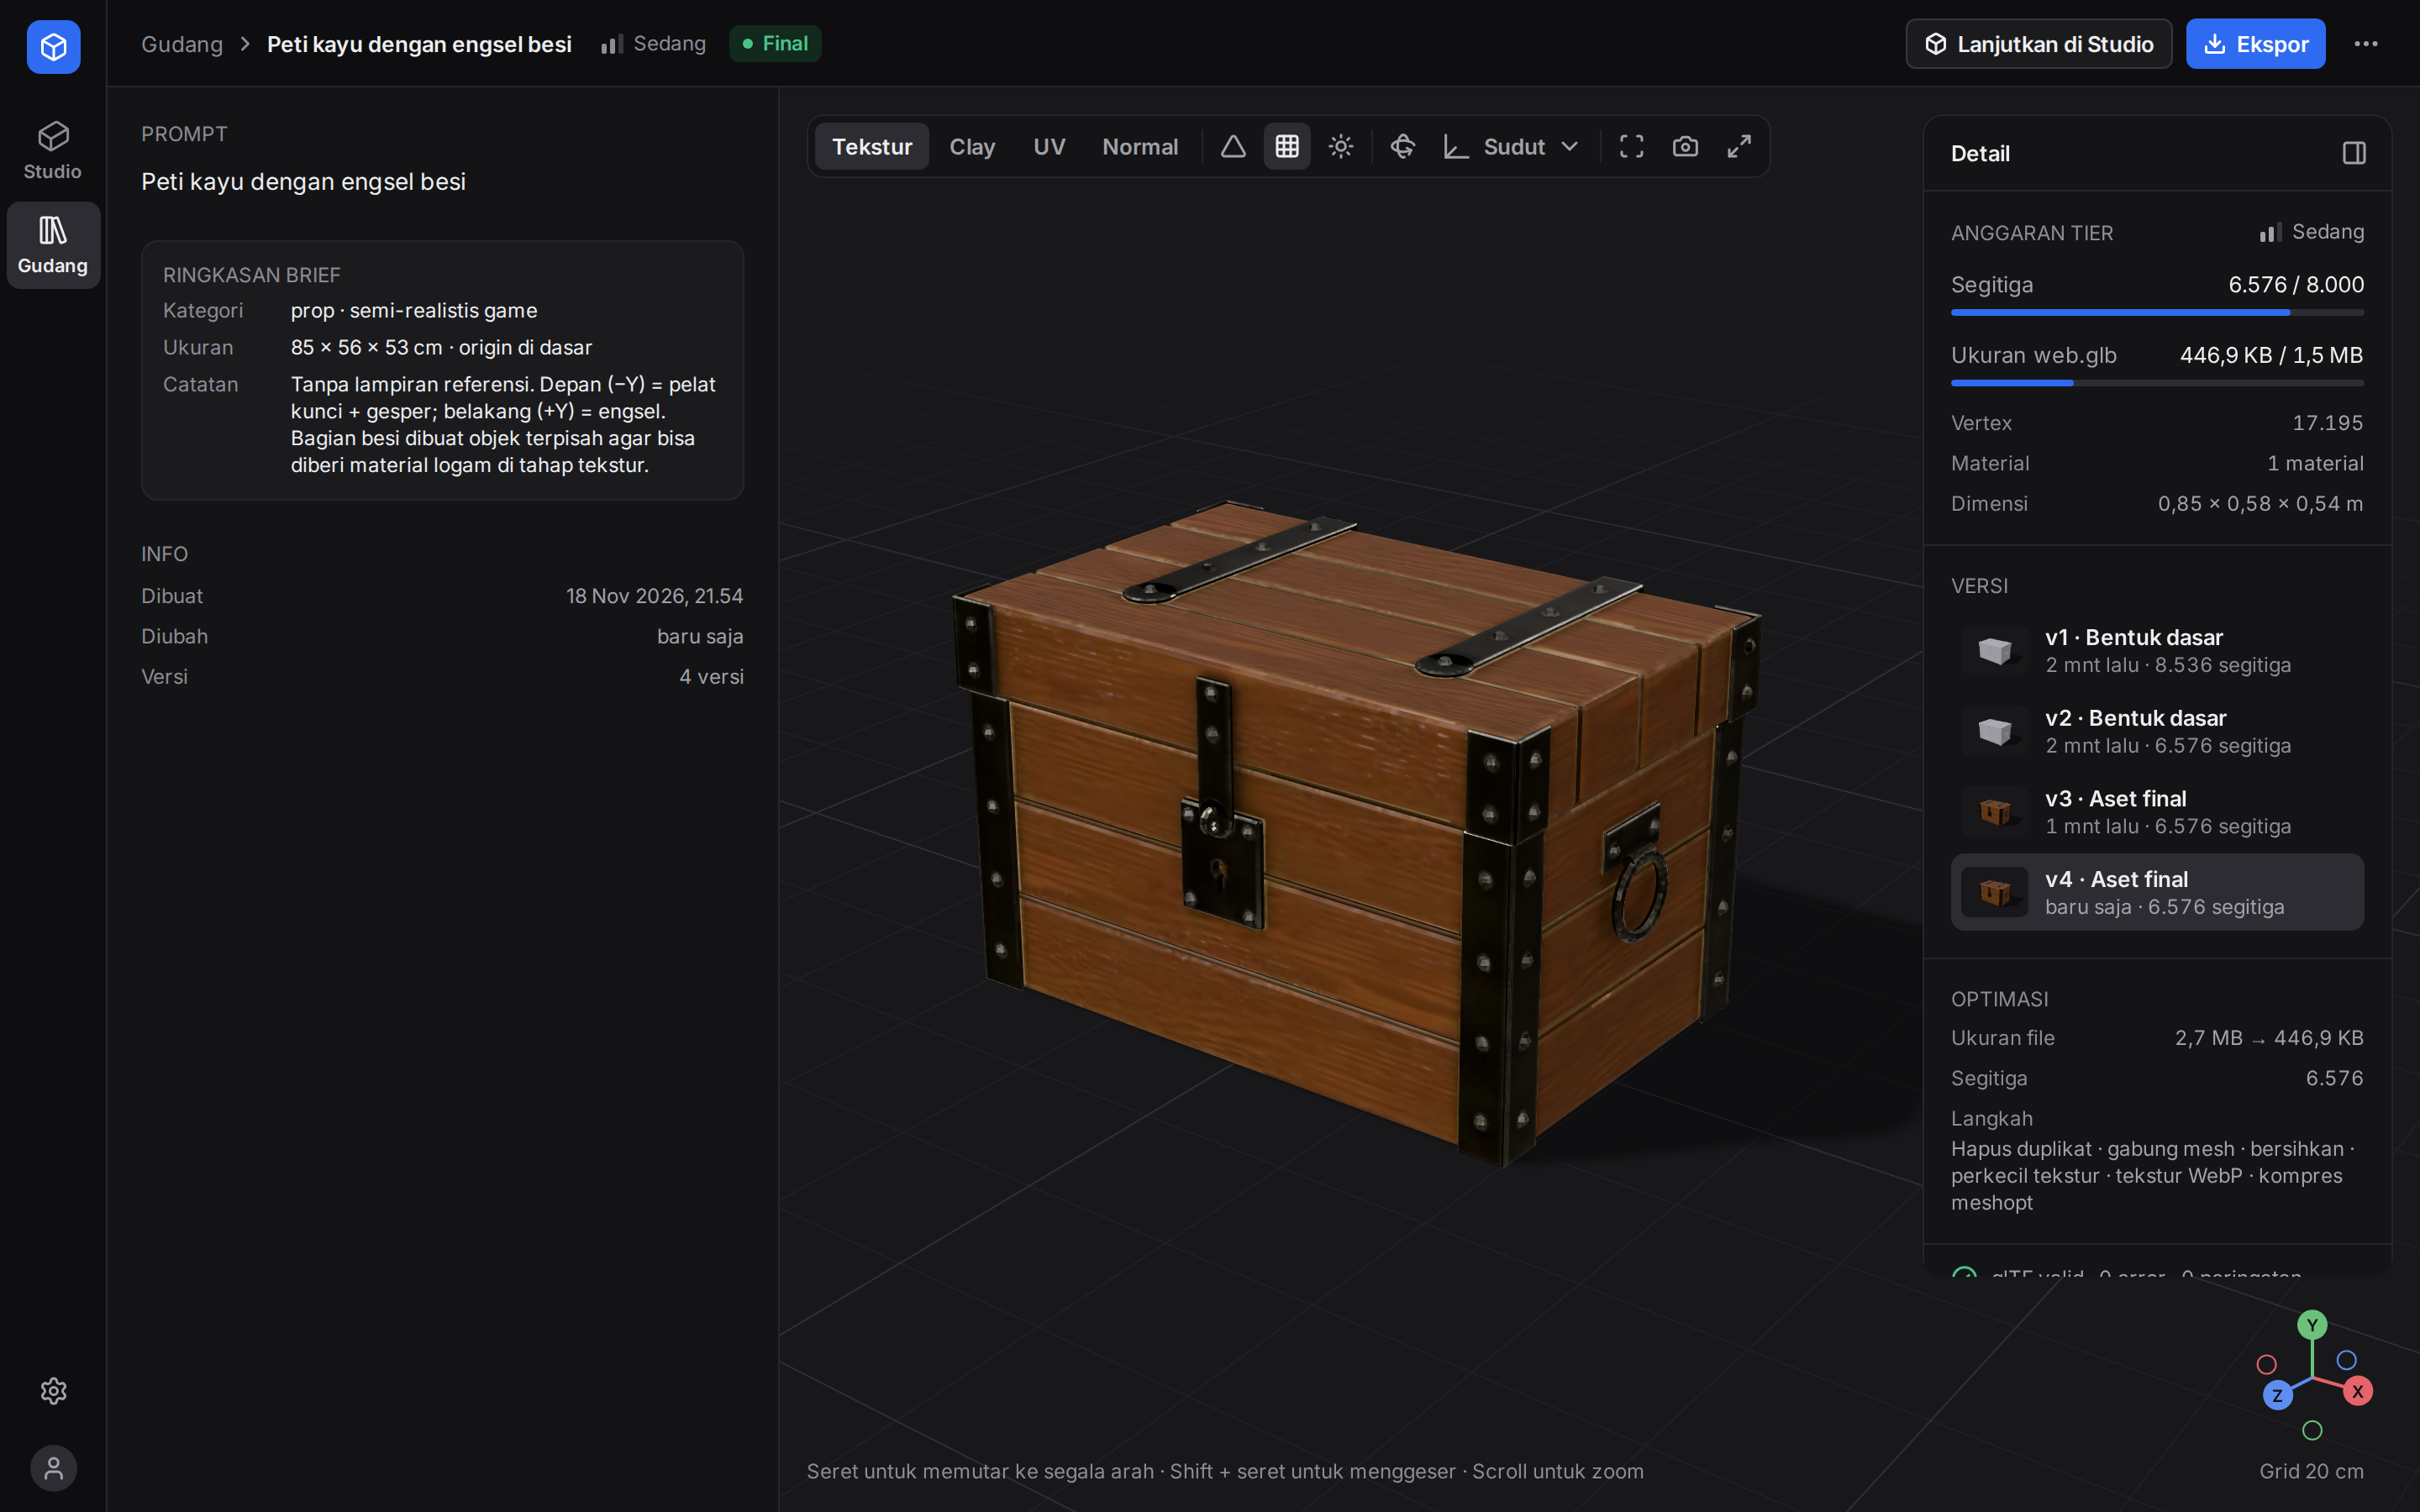 Gudang
Peti kayu dengan engsel besi
Sedang
Final
Lanjutkan di Studio
Ekspor
Studio
Gudang
PROMPT
Peti kayu dengan engsel besi
RINGKASAN BRIEF
Kategori prop · semi-realistis game
Ukuran 85 × 56 × 53 cm · origin di dasar
Catatan Tanpa lampiran referensi. Depan (−Y) = pelat
kunci + gesper; belakang (+Y) = engsel.
Bagian besi dibuat objek terpisah agar bisa
diberi material logam di tahap tekstur.
INFO
Dibuat 18 Nov 2026, 21.54
Diubah baru saja
Versi 4 versi
Tekstur Clay UV Normal Sudut
Detail
ANGGARAN TIER Sedang
Segitiga 6.576 / 8.000
Ukuran web.glb 446,9 KB / 1,5 MB
Vertex 17.195
Material 1 material
Dimensi 0,85 × 0,58 × 0,54 m
VERSI
v1 · Bentuk dasar
2 mnt lalu · 8.536 segitiga
v2 · Bentuk dasar
2 mnt lalu · 6.576 segitiga
v3 · Aset final
1 mnt lalu · 6.576 segitiga
v4 · Aset final
baru saja · 6.576 segitiga
OPTIMASI
Ukuran file 2,7 MB → 446,9 KB
Segitiga 6.576
Langkah
Hapus duplikat · gabung mesh · bersihkan ·
perkecil tekstur · tekstur WebP · kompres
meshopt
glTF valid · 0 error · 0 peringatan
Y
Z
X
Seret untuk memutar ke segala arah · Shift + seret untuk menggeser · Scroll untuk zoom
Grid 20 cm